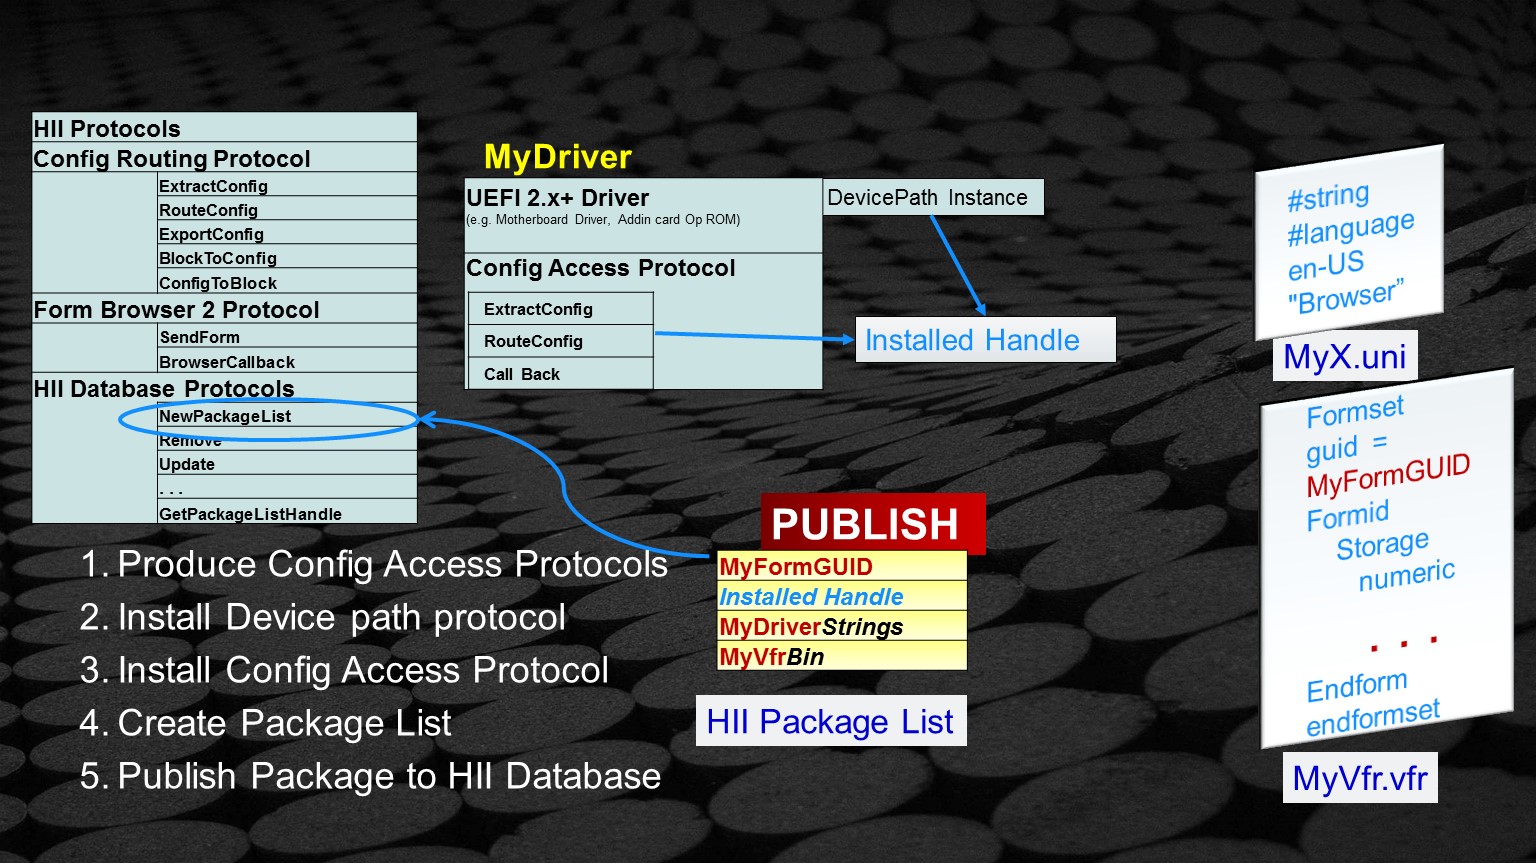 HII Protocols
Config Routing Protocol
ExtractConfig
RouteConfig
ExportConfig
BlockToConfig
ConfigToBlock
Form Browser 2 Protocol
SendForm
BrowserCallback
HII Database Protocols
NewPackageList
Remove
Update
. . .
GetPackageListHandle
MyDriver
UEFI 2.x+ Driver
(e.g. Motherboard Driver, Addin card Op ROM)
Config Access Protocol
ExtractConfig
RouteConfig
Call Back
DevicePath Instance
Installed Handle
#string
#language
en-US
"Browser”
MyX.uni
Formset
guid =
MyFormGUID
Formid
Storage
numeric
. . .
Endform
endformset
MyVfr.vfr
PUBLISH
MyFormGUID
Installed Handle
MyDriverStrings
MyVfrBin
HII Package List
1. Produce Config Access Protocols
2. Install Device path protocol
3. Install Config Access Protocol
4. Create Package List
5. Publish Package to HII Database